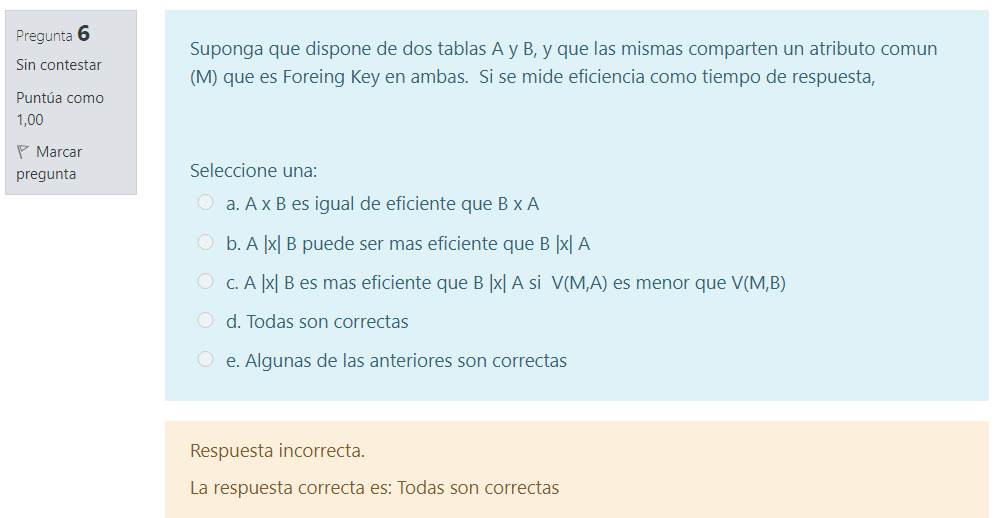 Pregunta 6
Sin contestar
Puntúa como
1,00
Marcar
pregunta
Suponga que dispone de dos tablas A y B, y que las mismas comparten un atributo comun
(M) que es Foreing Key en ambas. Si se mide eficiencia como tiempo de respuesta,
Seleccione una:
a. A x B es igual de eficiente que B x A
b. A |x| B puede ser mas eficiente que B |x| A
c. A |x| B es mas eficiente que B |x| A si V(M,A) es menor que V(M,B)
d. Todas son correctas
e. Algunas de las anteriores son correctas
Respuesta incorrecta.
La respuesta correcta es: Todas son correctas